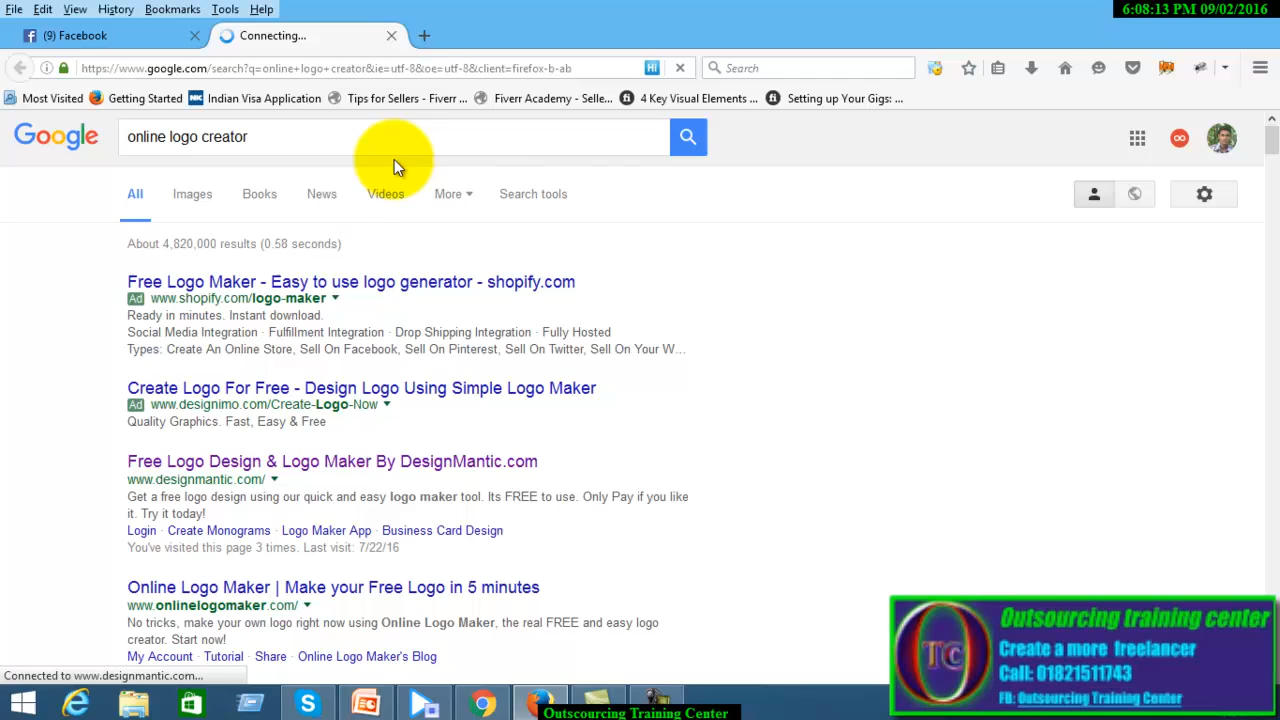 File Edit View History Bookmarks Tools Help
6:08:13 PM 09/02/2016
(9) Facebook
Connecting...
https://www.google.com/search?q=online+logo+creator&ie=utf-8&oe=utf-8&client=firefox-b-ab
Search
Most Visited Getting Started Indian Visa Application Tips for Sellers - Fiverr ... Fiverr Academy - Selle... 4 Key Visual Elements ... Setting up Your Gigs: ...
Google
online logo creator
All Images Books News Videos More Search tools
About 4,820,000 results (0.58 seconds)
Free Logo Maker - Easy to use logo generator - shopify.com
Ad www.shopify.com/logo-maker
Ready in minutes. Instant download.
Social Media Integration · Fulfillment Integration · Drop Shipping Integration · Fully Hosted
Types: Create An Online Store, Sell On Facebook, Sell On Pinterest, Sell On Twitter, Sell On Your W...
Create Logo For Free - Design Logo Using Simple Logo Maker
Ad www.designimo.com/Create-Logo-Now
Quality Graphics. Fast, Easy & Free
Free Logo Design & Logo Maker By DesignMantic.com
www.designmantic.com/
Get a free logo design using our quick and easy logo maker tool. Its FREE to use. Only Pay if you like
it. Try it today!
Login · Create Monograms · Logo Maker App · Business Card Design
You've visited this page 3 times. Last visit: 7/22/16
Online Logo Maker | Make your Free Logo in 5 minutes
www.onlinelogomaker.com/
No tricks, make your own logo right now using Online Logo Maker, the real FREE and easy logo
creator. Start now!
My Account · Tutorial · Share · Online Logo Maker's Blog
Connected to www.designmantic.com...
OTC
Outsourcing training center
Create a more freelancer
Call: 01821511743
FB: Outsourcing Training Center
Outscourcing Training Center